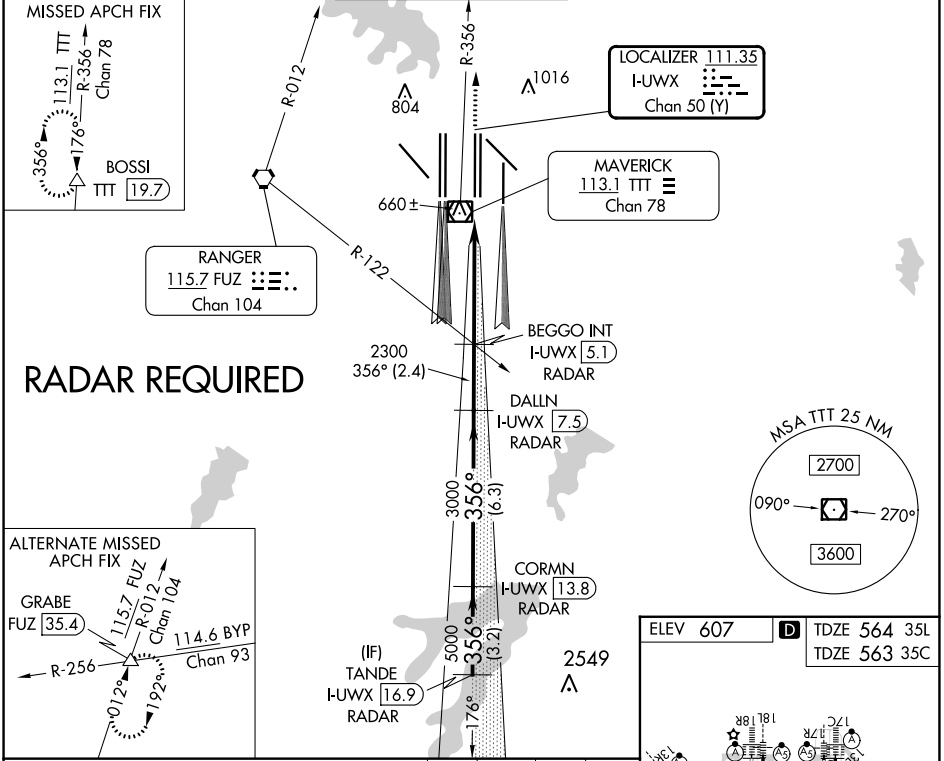 MISSED APCH FIX
113.1 TTT
R-356
Chan 78
356°
176°
BOSSI
TTT 19.7
R-012
R-356
804
1016
LOCALIZER 111.35
I-UWX
Chan 50 (Y)
MAVERICK
113.1 TTT
Chan 78
660±
RANGER
115.7 FUZ
Chan 104
R-122
BEGGO INT
I-UWX 5.1
RADAR
2300
356° (2.4)
RADAR REQUIRED
DALLN
I-UWX 7.5
RADAR
3000
356°
(6.3)
MSA TTT 25 NM
2700
090°
270°
3600
CORMN
I-UWX 13.8
RADAR
5000
356°
(3.2)
(IF)
TANDE
I-UWX 16.9
RADAR
176°
2549
ALTERNATE MISSED
APCH FIX
GRABE
FUZ 35.4
115.7 FUZ
R-012
Chan 104
114.6 BYP
Chan 93
R-256
012°
192°
ELEV 607
D
TDZE 564 35L
TDZE 563 35C
18R
18L
17R
17C
A
A5
A5
A